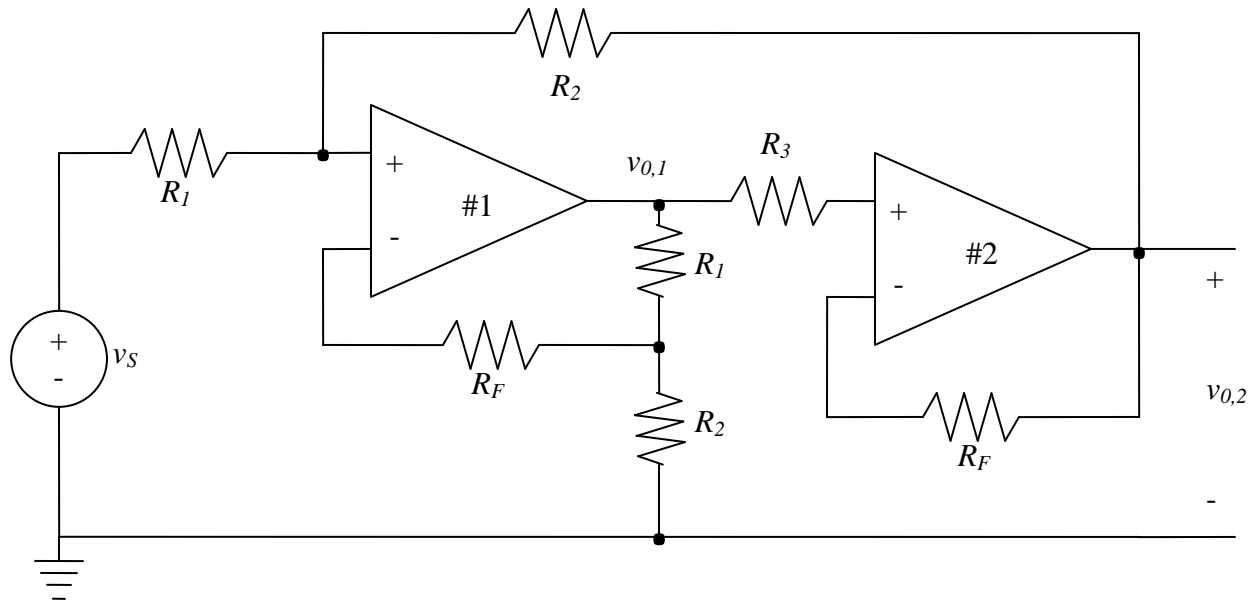 R2
R3
v0,1
R1
+
#1
+
-
#2
R1
+
-
+
-
vS
RF
v0,2
R2
RF
-